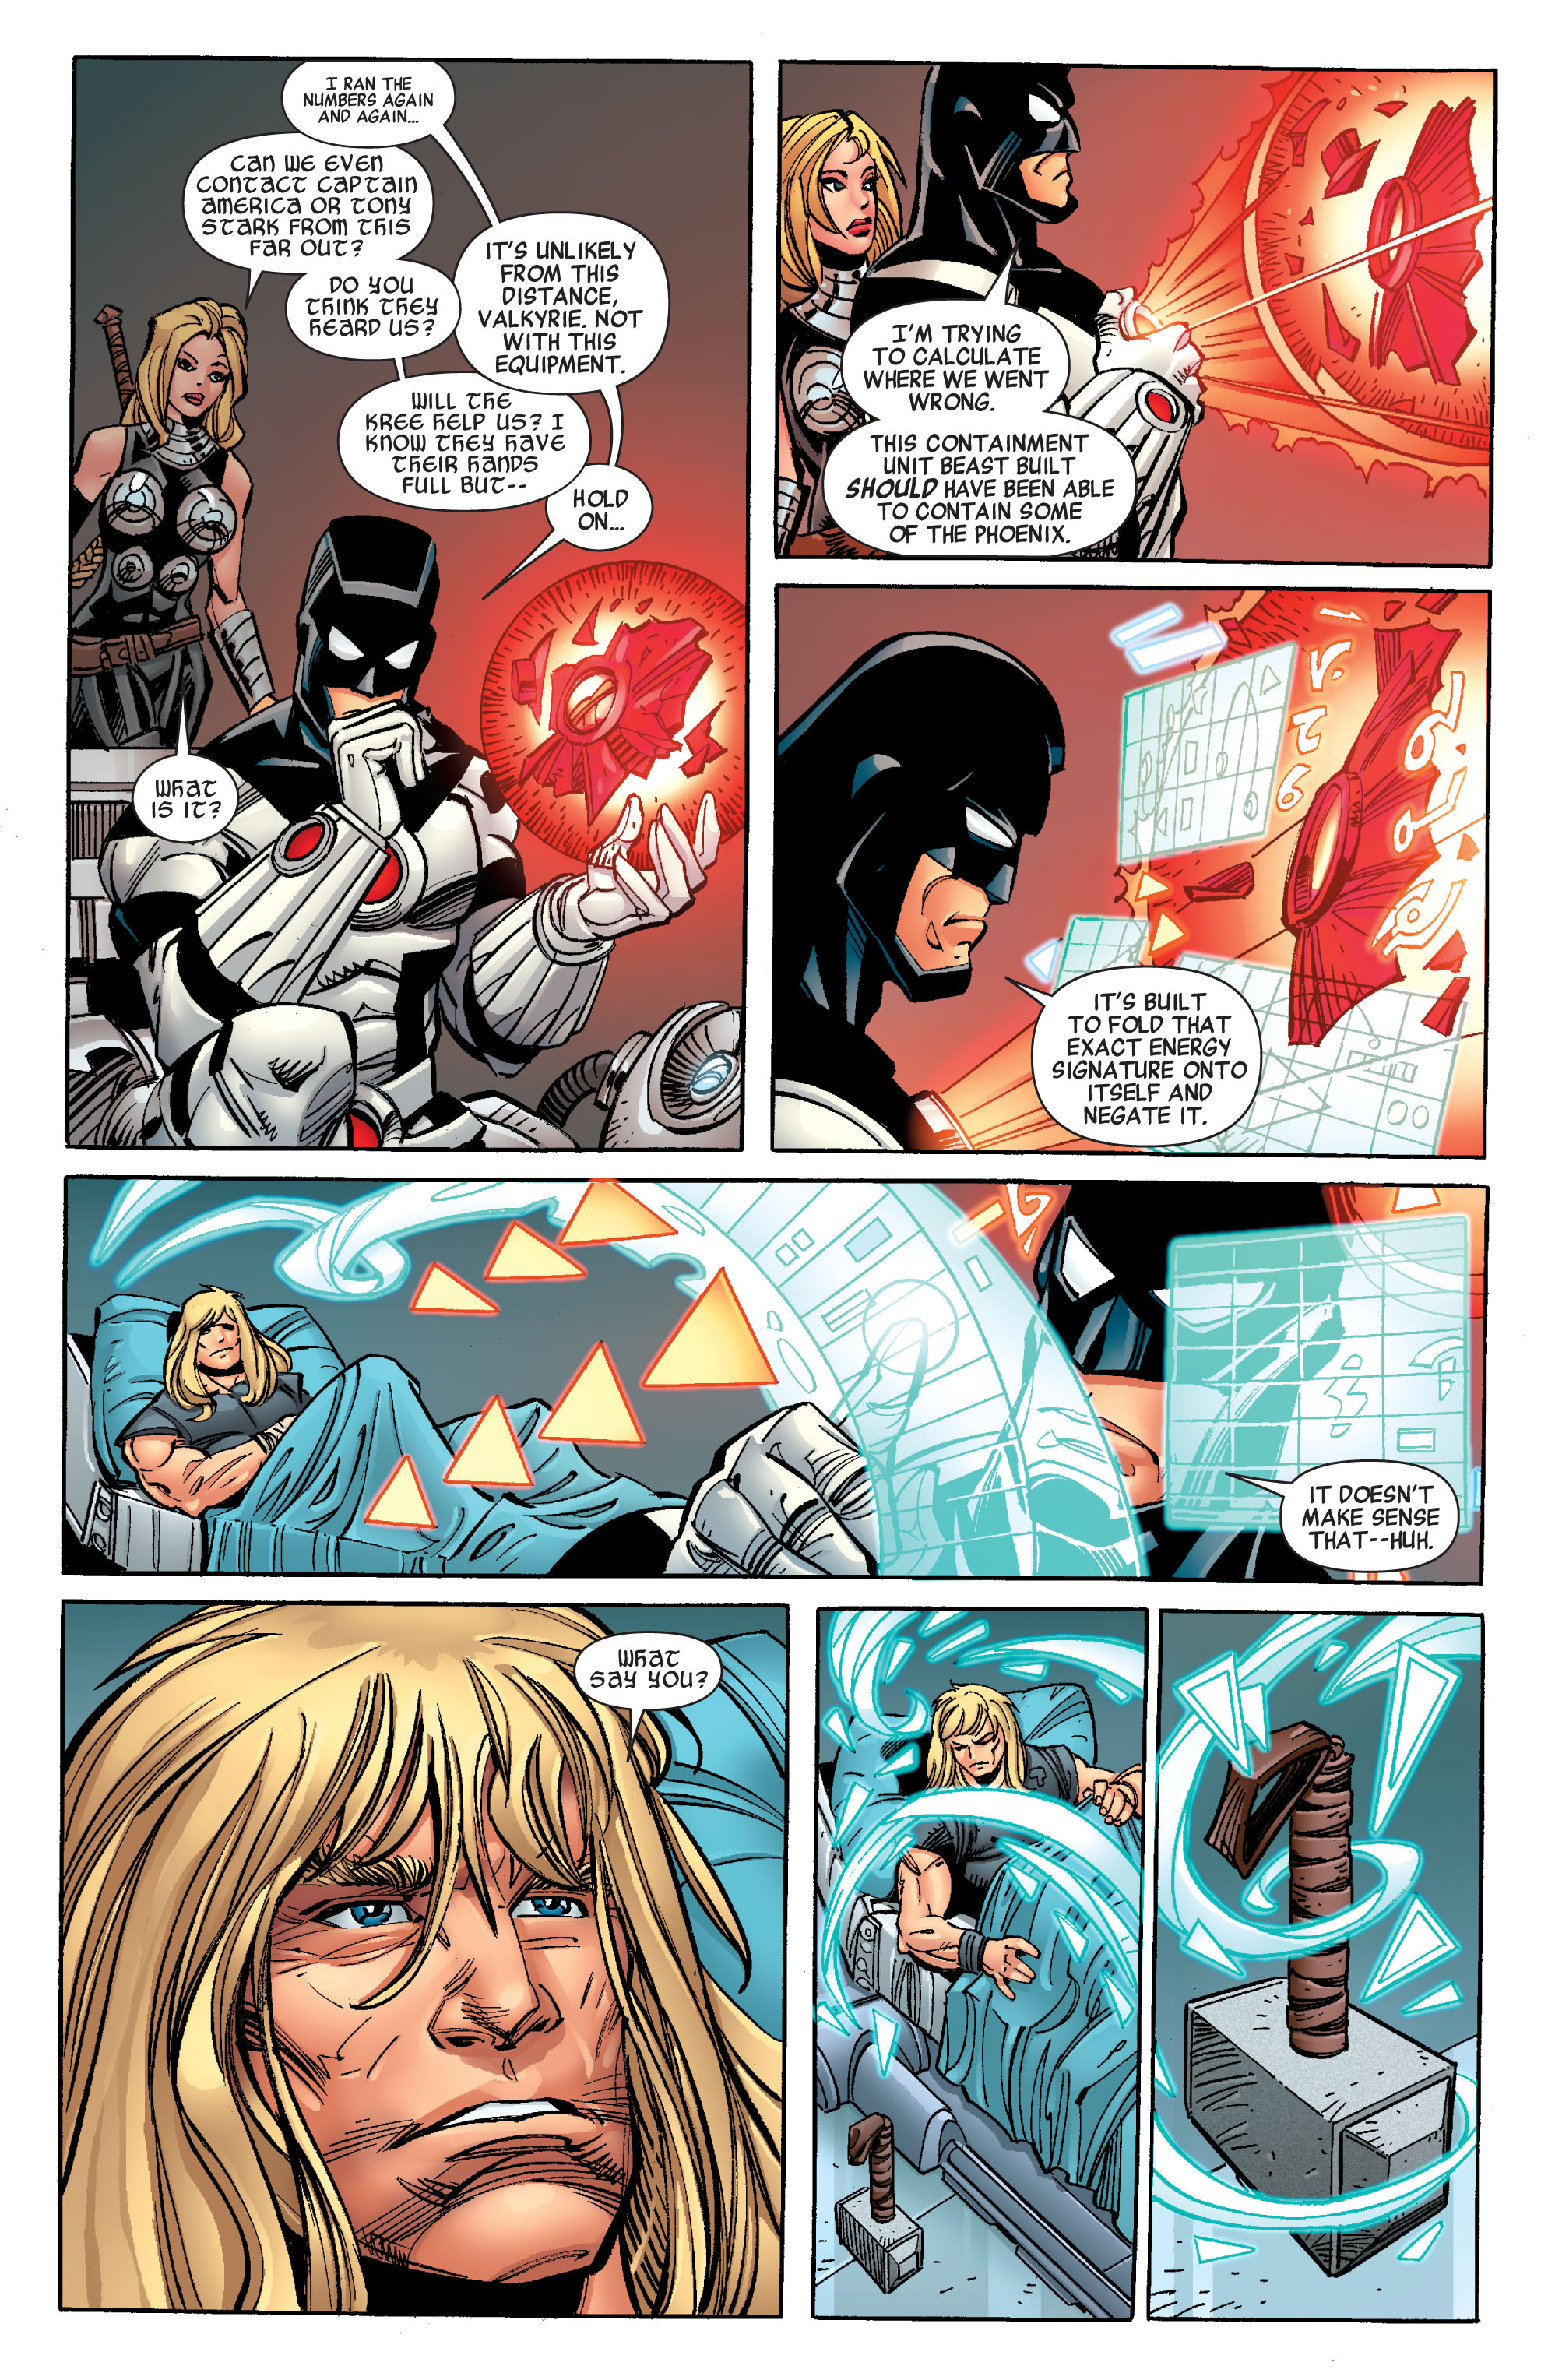 I RAN THE
NUMBERS AGAIN
AND AGAIN...
CAN WE EVEN
CONTACT CAPTAIN
AMERICA OR TONY
STARK FROM THIS
FAR OUT?
IT'S UNLIKELY
FROM THIS
DISTANCE,
VALKYRIE. NOT
WITH THIS
EQUIPMENT.
DO YOU
THINK THEY
HEARD US?
WILL THE
KREE HELP US? I
KNOW THEY HAVE
THEIR HANDS
FULL BUT--
HOLD
ON...
WHAT
IS IT?
I'M TRYING
TO CALCULATE
WHERE WE WENT
WRONG.
THIS CONTAINMENT
UNIT BEAST BUILT
SHOULD HAVE BEEN ABLE
TO CONTAIN SOME
OF THE PHOENIX.
IT'S BUILT
TO FOLD THAT
EXACT ENERGY
SIGNATURE ONTO
ITSELF AND
NEGATE IT.
IT DOESN'T
MAKE SENSE
THAT--HUH.
WHAT
SAY YOU?